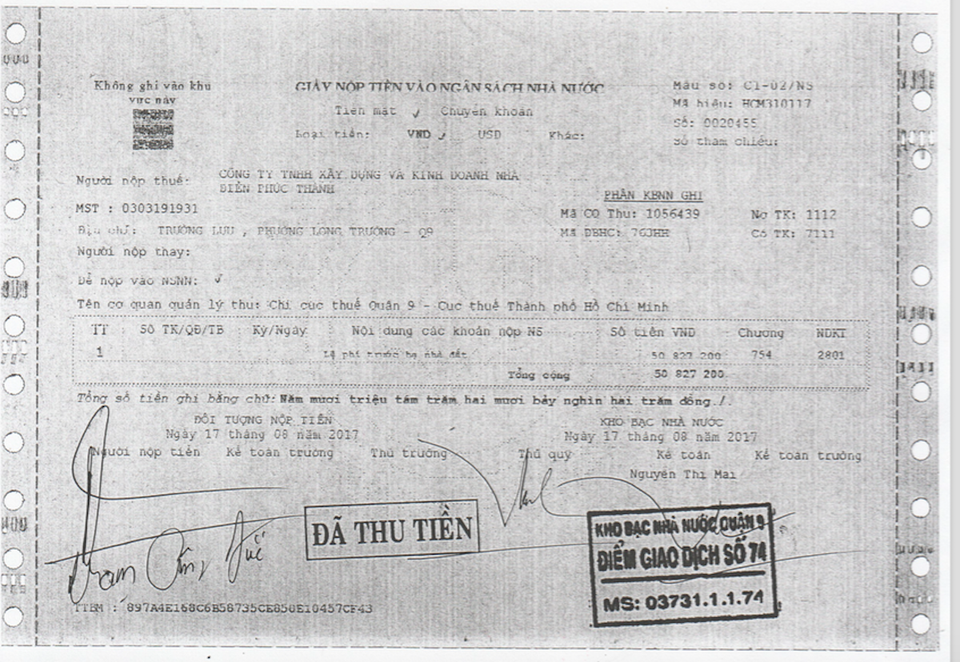 Không ghi vào khu
vực này
GIẤY NỘP TIỀN VÀO NGÂN SÁCH NHÀ NƯỚC
Tiền mặt ✓ Chuyển khoản
Loại tiền: VND ✓ USD Khác:
Mẫu số: C1-02/NS
Mã hiệu: HCM310117
Số: 0020455
Số tham chiếu:
Người nộp thuế: CÔNG TY TNHH XÂY DỰNG VÀ KINH DOANH NHÀ
ĐIỀN PHÚC THÀNH
MST : 0303191931
Địa chỉ: TRƯỜNG LƯU , PHƯỜNG LONG TRƯỜNG - Q9
Người nộp thay:
PHẦN KBNN GHI
Mã CQ Thu: 1056439 Nợ TK: 1112
Mã ĐBHC: 763HH Có TK: 7111
Để nộp vào NSNN: ✓
Tên cơ quan quản lý thu: Chi cục thuế Quận 9 - Cục thuế Thành phố Hồ Chí Minh
TT Số TK/QĐ/TB Kỳ/Ngày Nội dung các khoản nộp NS Số tiền VND Chương NDKT
1 Lệ phí trước bạ nhà đất 50 827 200 754 2801
Tổng cộng 50 827 200
Tổng số tiền ghi bằng chữ: Năm mươi triệu tám trăm hai mươi bảy nghìn hai trăm đồng./.
ĐỐI TƯỢNG NỘP TIỀN KHO BẠC NHÀ NƯỚC
Ngày 17 tháng 08 năm 2017 Ngày 17 tháng 08 năm 2017
Người nộp tiền Kế toán trưởng Thủ trưởng Thủ quỹ Kế toán Kế toán trưởng
Nguyễn Thị Mai
ĐÃ THU TIỀN
KHO BẠC NHÀ NƯỚC QUẬN 9
ĐIỂM GIAO DỊCH SỐ 74
MS: 03731.1.1.74
TTBM : 897A4E168C6B58735CE850E10457CF43